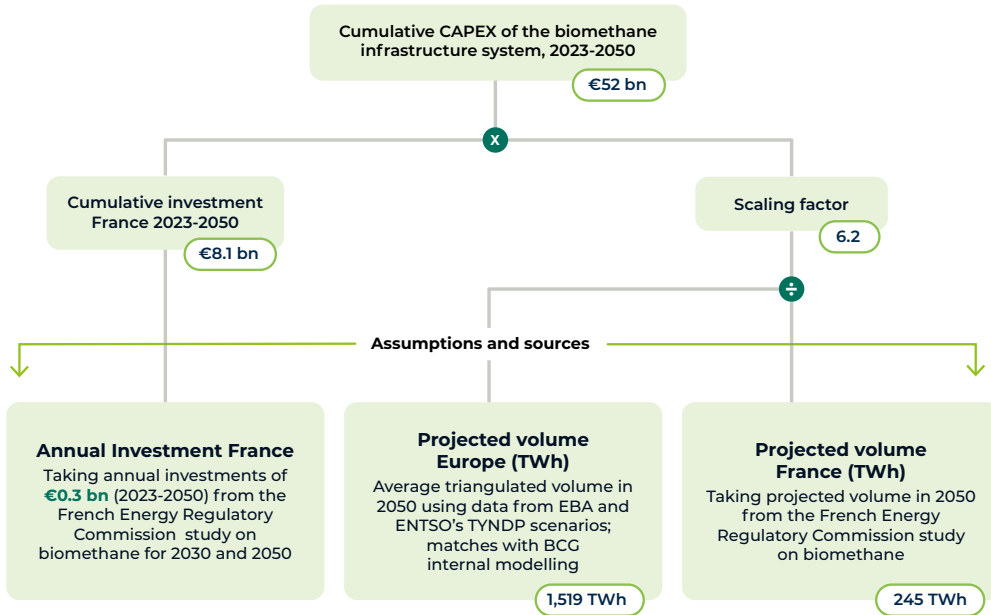 Cumulative CAPEX of the biomethane
infrastructure system, 2023-2050
€52 bn
X
Cumulative investment
France 2023-2050
€8.1 bn
Scaling factor
6.2
÷
Assumptions and sources
Annual Investment France
Taking annual investments of
€0.3 bn (2023-2050) from the
French Energy Regulatory
Commission study on
biomethane for 2030 and 2050
Projected volume
Europe (TWh)
Average triangulated volume in
2050 using data from EBA and
ENTSO's TYNDP scenarios;
matches with BCG
internal modelling
1,519 TWh
Projected volume
France (TWh)
Taking projected volume in 2050
from the French Energy
Regulatory Commission study
on biomethane
245 TWh